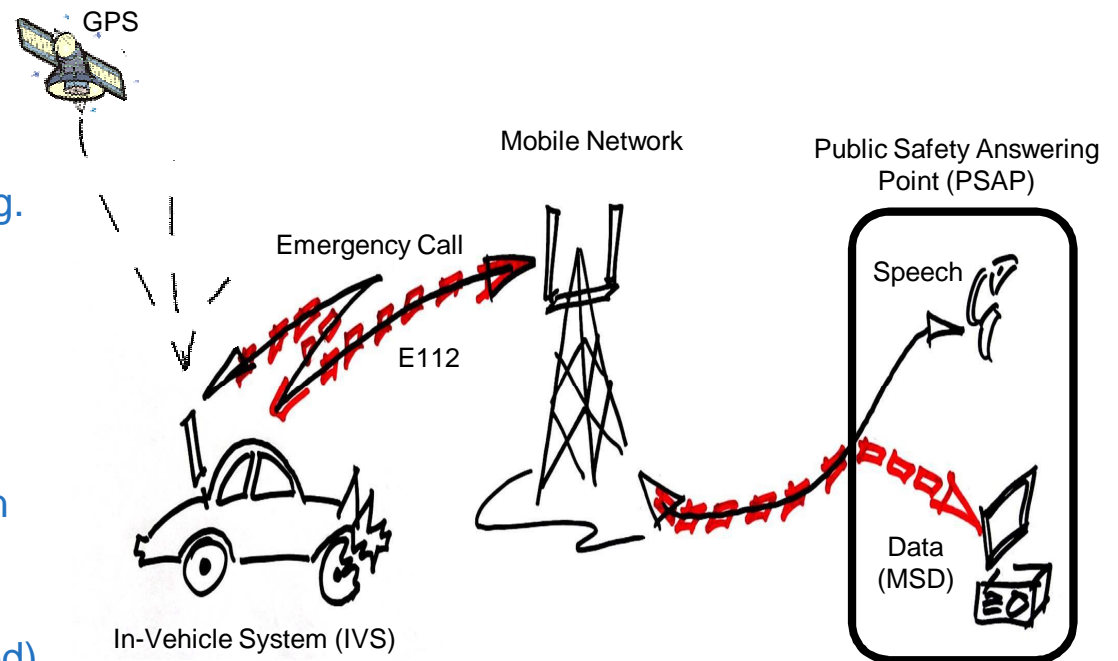 GPS
Mobile Network
Public Safety Answering
Point (PSAP)
g.
Emergency Call
Speech
E112
n
Data
(MSD)
In-Vehicle System (IVS)
d)